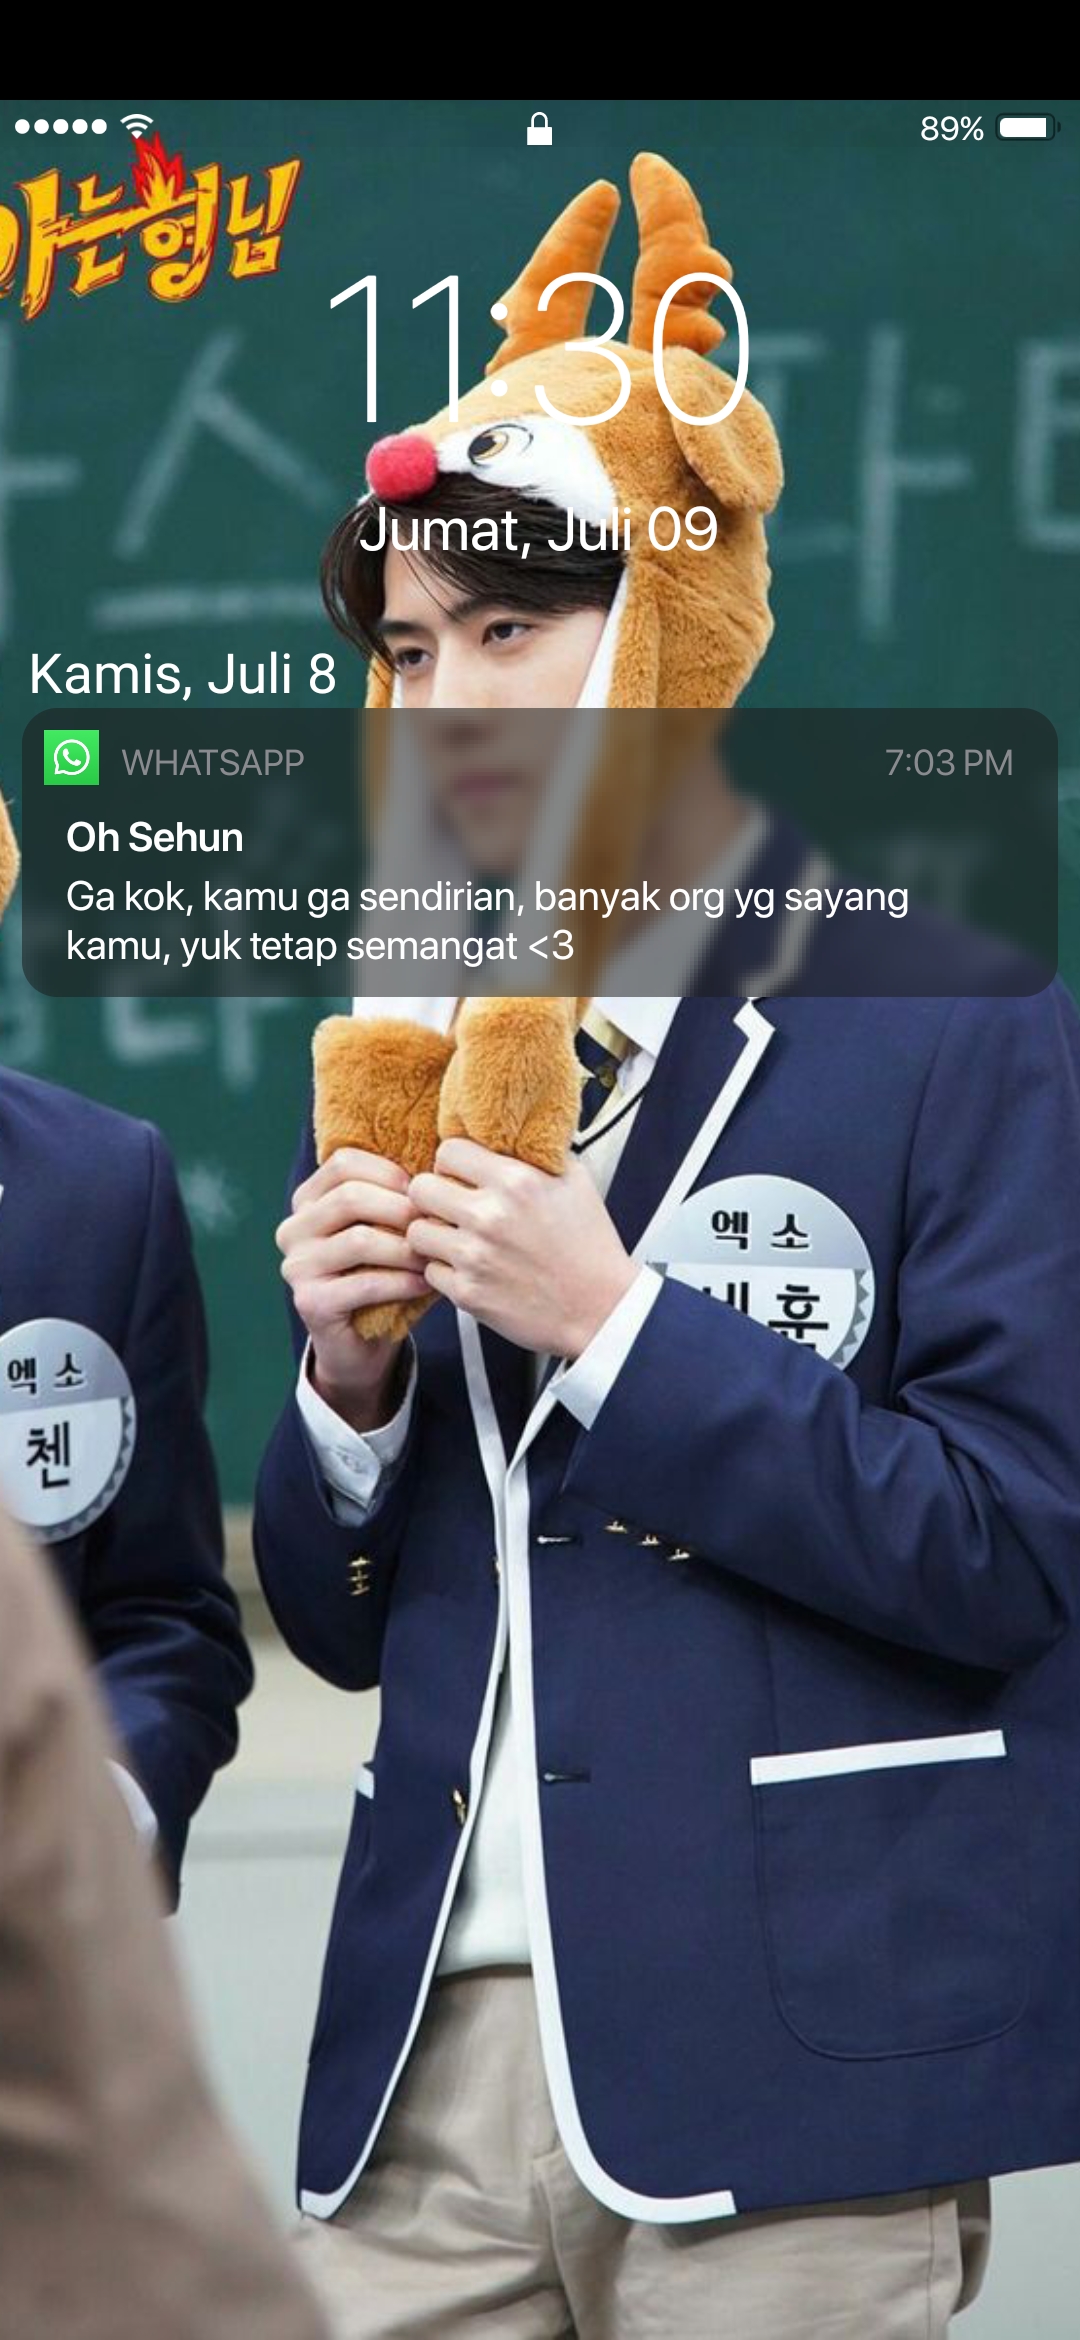 89%
아는형님
11:30
Jumat, Juli 09
Kamis, Juli 8
WHATSAPP
7:03 PM
Oh Sehun
Ga kok, kamu ga sendirian, banyak org yg sayang
kamu, yuk tetap semangat <3
엑소
훈
엑소
첸